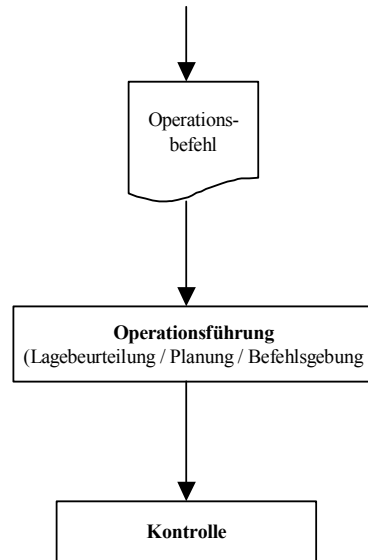 Operations-
befehl
Operationsführung
(Lagebeurteilung / Planung / Befehlsgebung
Kontrolle